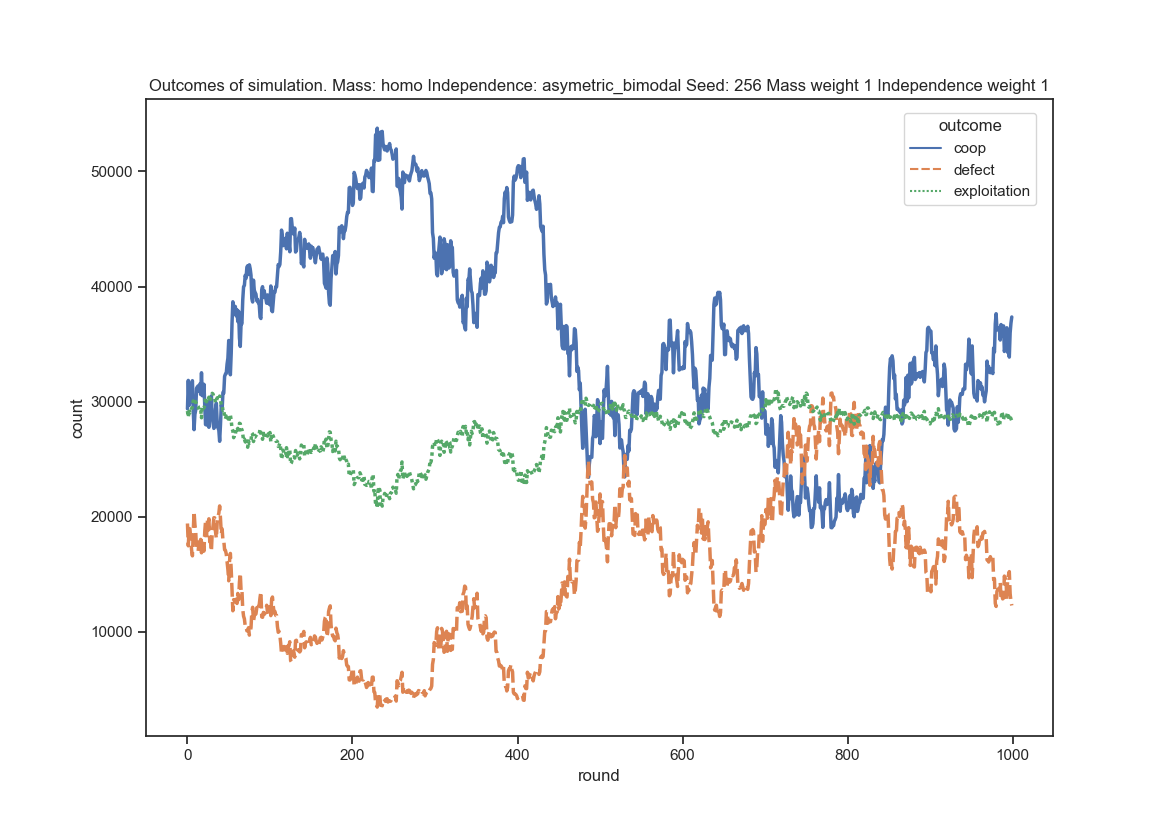 Outcomes of simulation. Mass: homo Independence: asymetric_bimodal Seed: 256 Mass weight 1 Independence weight 1
outcome
coop
defect
exploitation
count
50000
40000
30000
20000
10000
0 200 400 600 800 1000
round